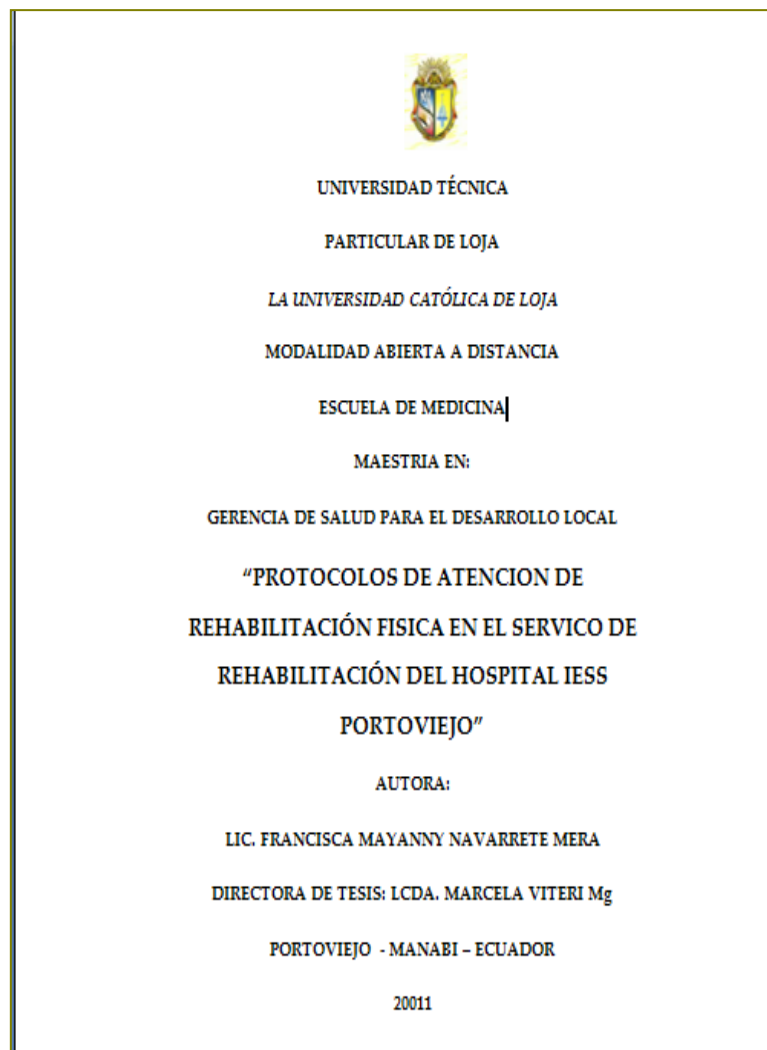 UNIVERSIDAD TÉCNICA
PARTICULAR DE LOJA
LA UNIVERSIDAD CATÓLICA DE LOJA
MODALIDAD ABIERTA A DISTANCIA
ESCUELA DE MEDICINA
MAESTRIA EN:
GERENCIA DE SALUD PARA EL DESARROLLO LOCAL
“PROTOCOLOS DE ATENCION DE
REHABILITACIÓN FISICA EN EL SERVICO DE
REHABILITACIÓN DEL HOSPITAL IESS
PORTOVIEJO”
AUTORA:
LIC. FRANCISCA MAYANNY NAVARRETE MERA
DIRECTORA DE TESIS: LCDA. MARCELA VITERI Mg
PORTOVIEJO - MANABI – ECUADOR
20011